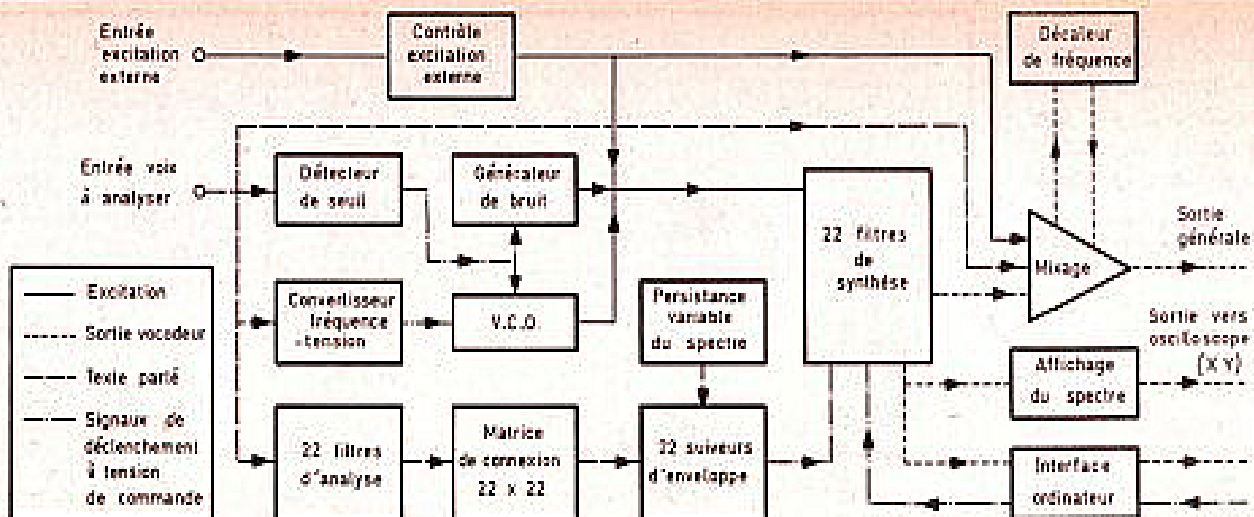 Entrée
excitation
externe
Contrôle
excitation
externe
Décaleur
de fréquence
Entrée voix
à analyser
Détecteur
de seuil
Générateur
de bruit
22 filtres
de
synthèse
Mixage
Sortie
générale
Excitation
Sortie vocodeur
Texte parlé
Signaux de
déclenchement
à tension
de commande
Convertisseur
fréquence
-tension
V.C.O.
Persistance
variable
du spectre
Sortie vers
oscilloscope
(X Y)
Affichage
du spectre
22 filtres
d'analyse
Matrice
de connexion
22 x 22
22 suiveurs
d'enveloppe
Interface
ordinateur